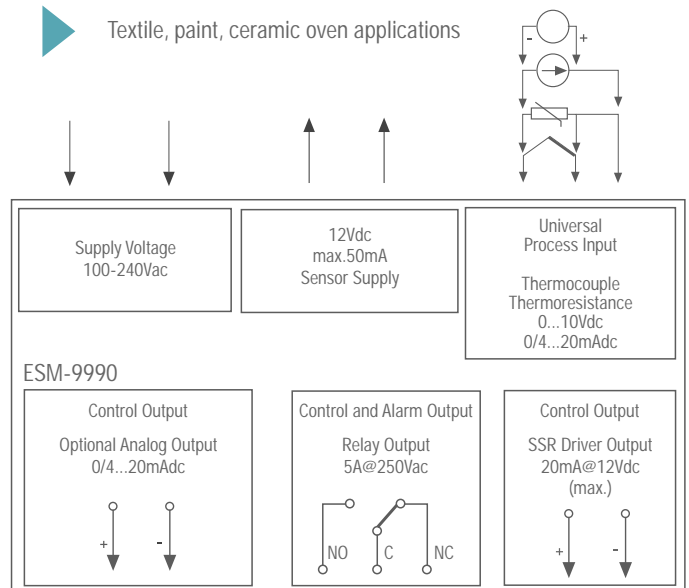 Textile, paint, ceramic oven applications
- +
Supply Voltage
100-240Vac
12Vdc
max.50mA
Sensor Supply
Universal
Process Input
Thermocouple
Thermoresistance
0...10Vdc
0/4...20mAdc
ESM-9990
Control Output
Optional Analog Output
0/4...20mAdc
+ -
Control and Alarm Output
Relay Output
5A@250Vac
NO C NC
Control Output
SSR Driver Output
20mA@12Vdc
(max.)
+ -